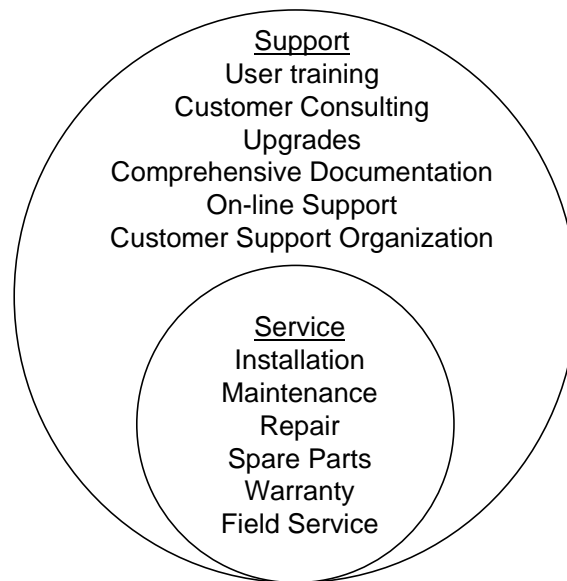 Support
User training
Customer Consulting
Upgrades
Comprehensive Documentation
On-line Support
Customer Support Organization
Service
Installation
Maintenance
Repair
Spare Parts
Warranty
Field Service